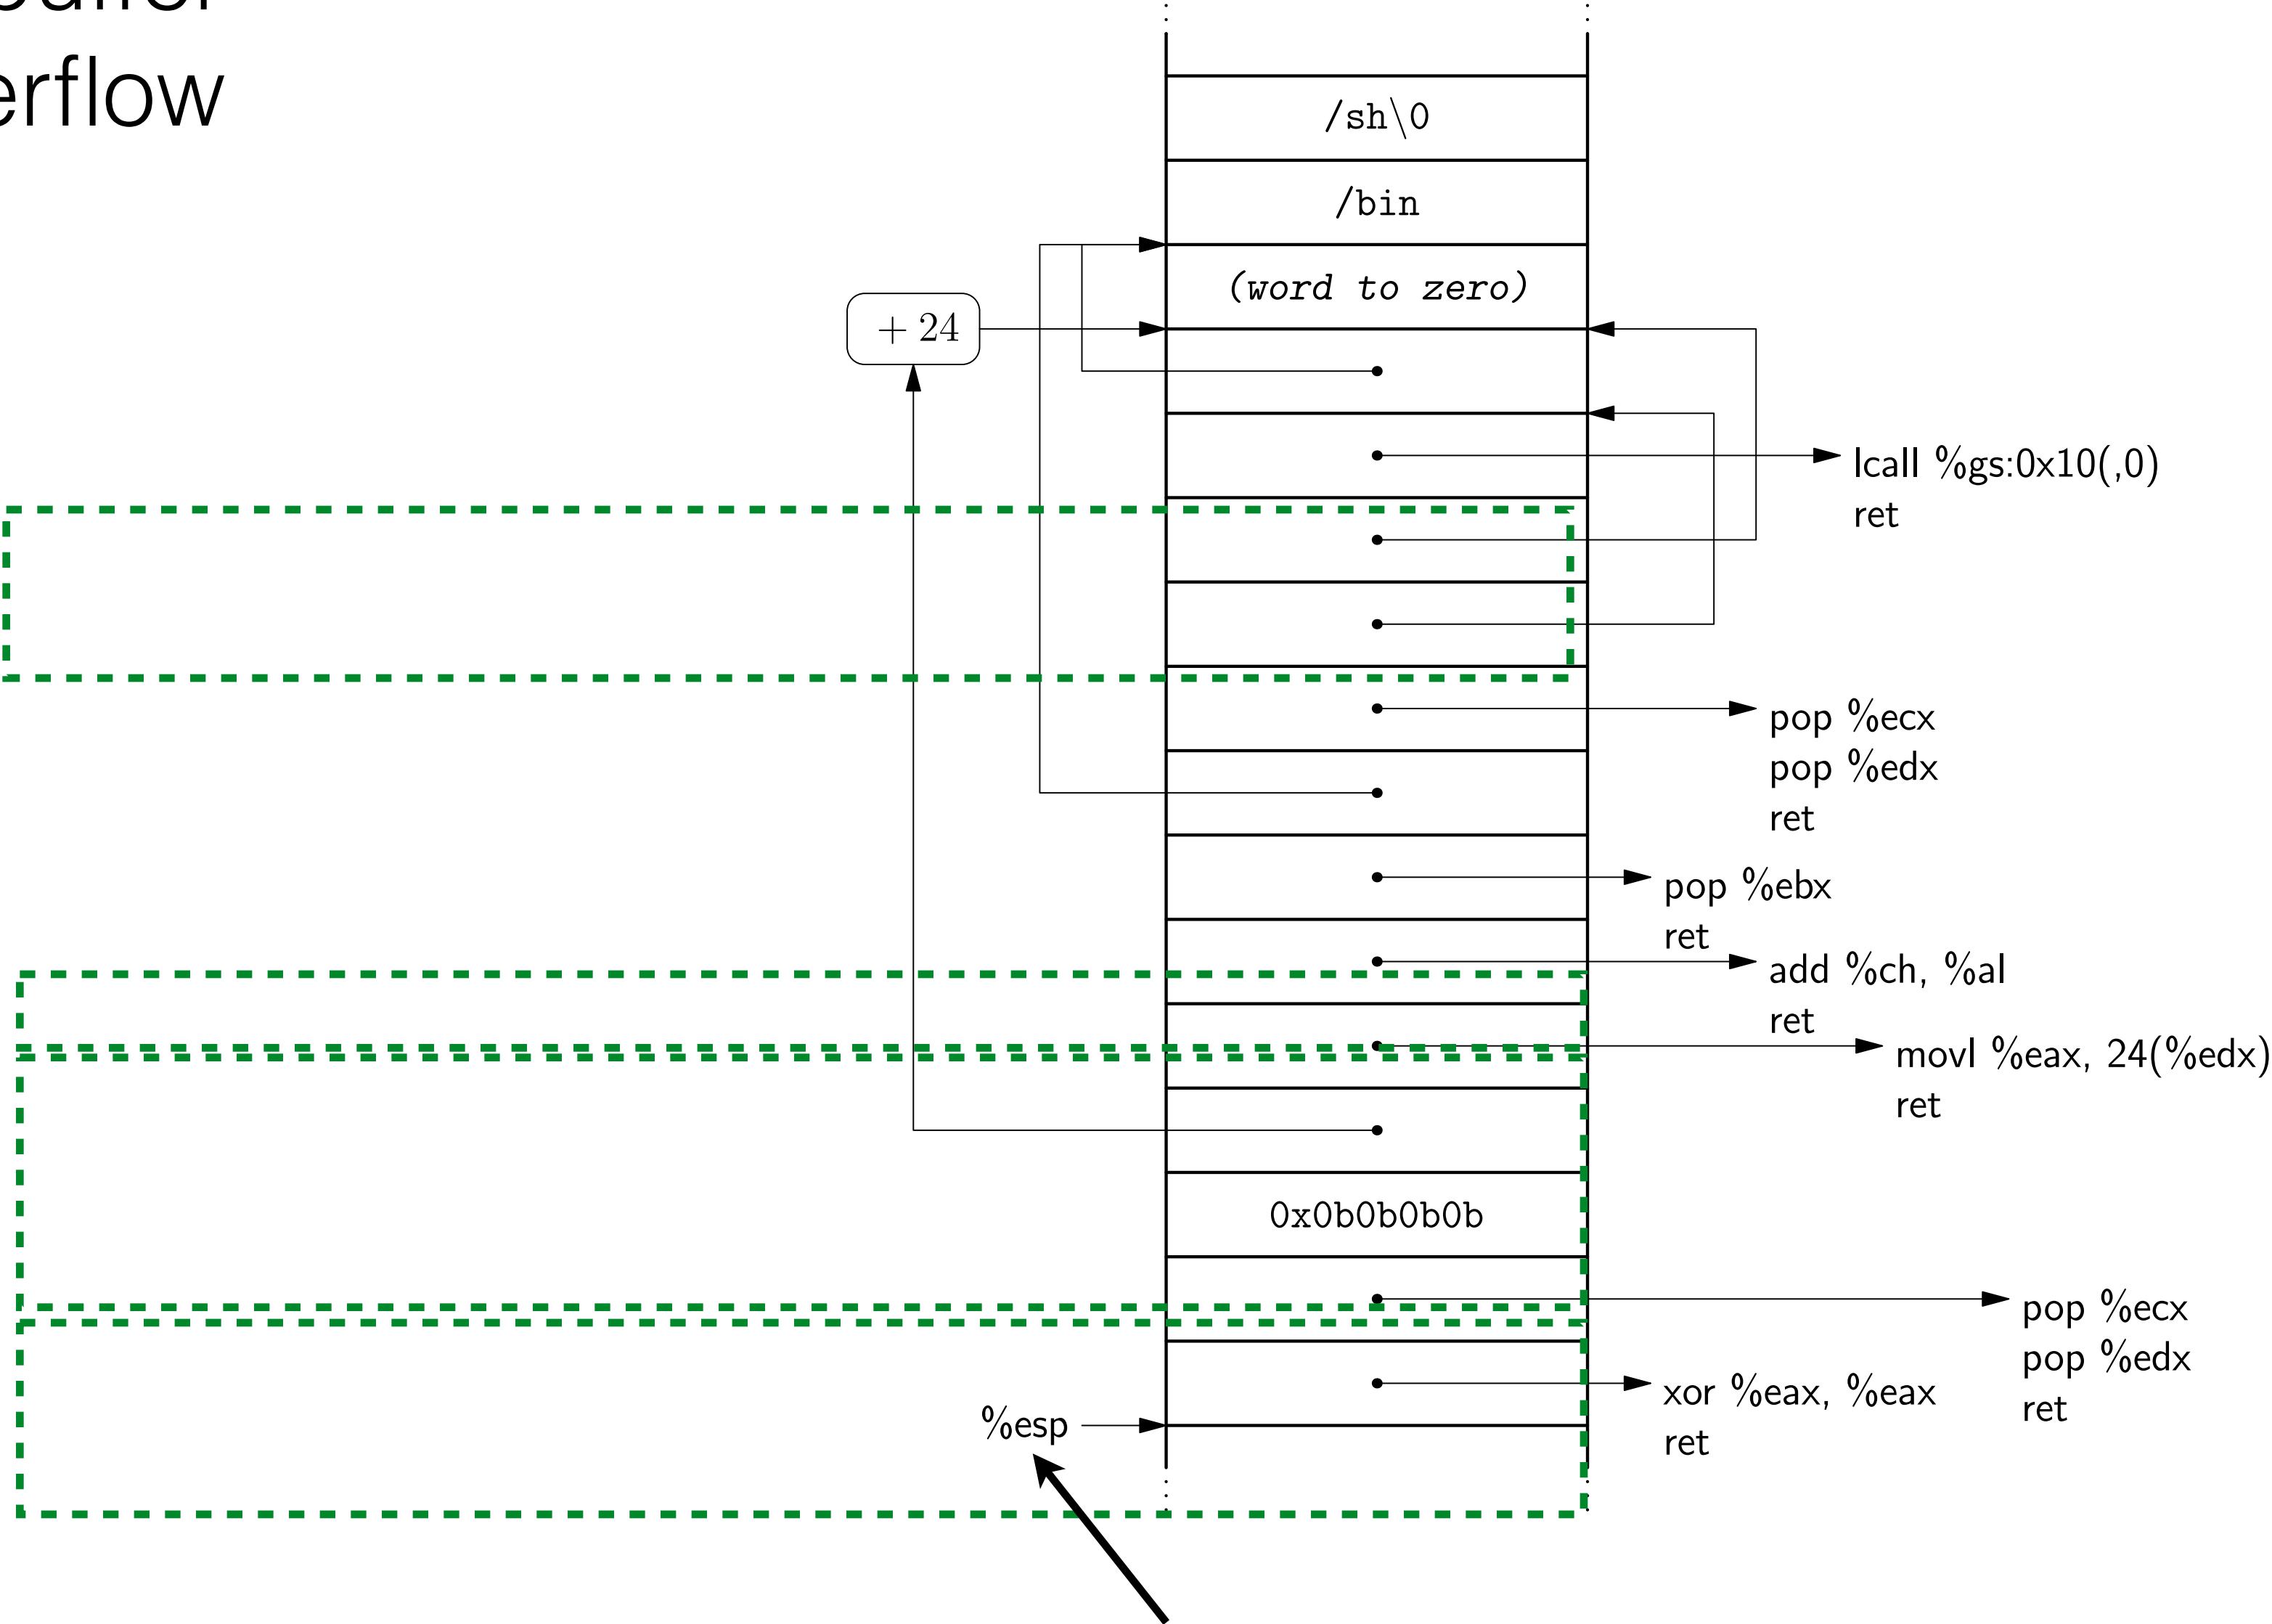 erflow
/sh\0
/bin
(word to zero)
+ 24
lcall %gs:0x10(,0)
ret
pop %ecx
pop %edx
ret
pop %ebx
ret
add %ch, %al
ret
movl %eax, 24(%edx)
ret
0x0b0b0b0b
pop %ecx
pop %edx
ret
xor %eax, %eax
ret
%esp